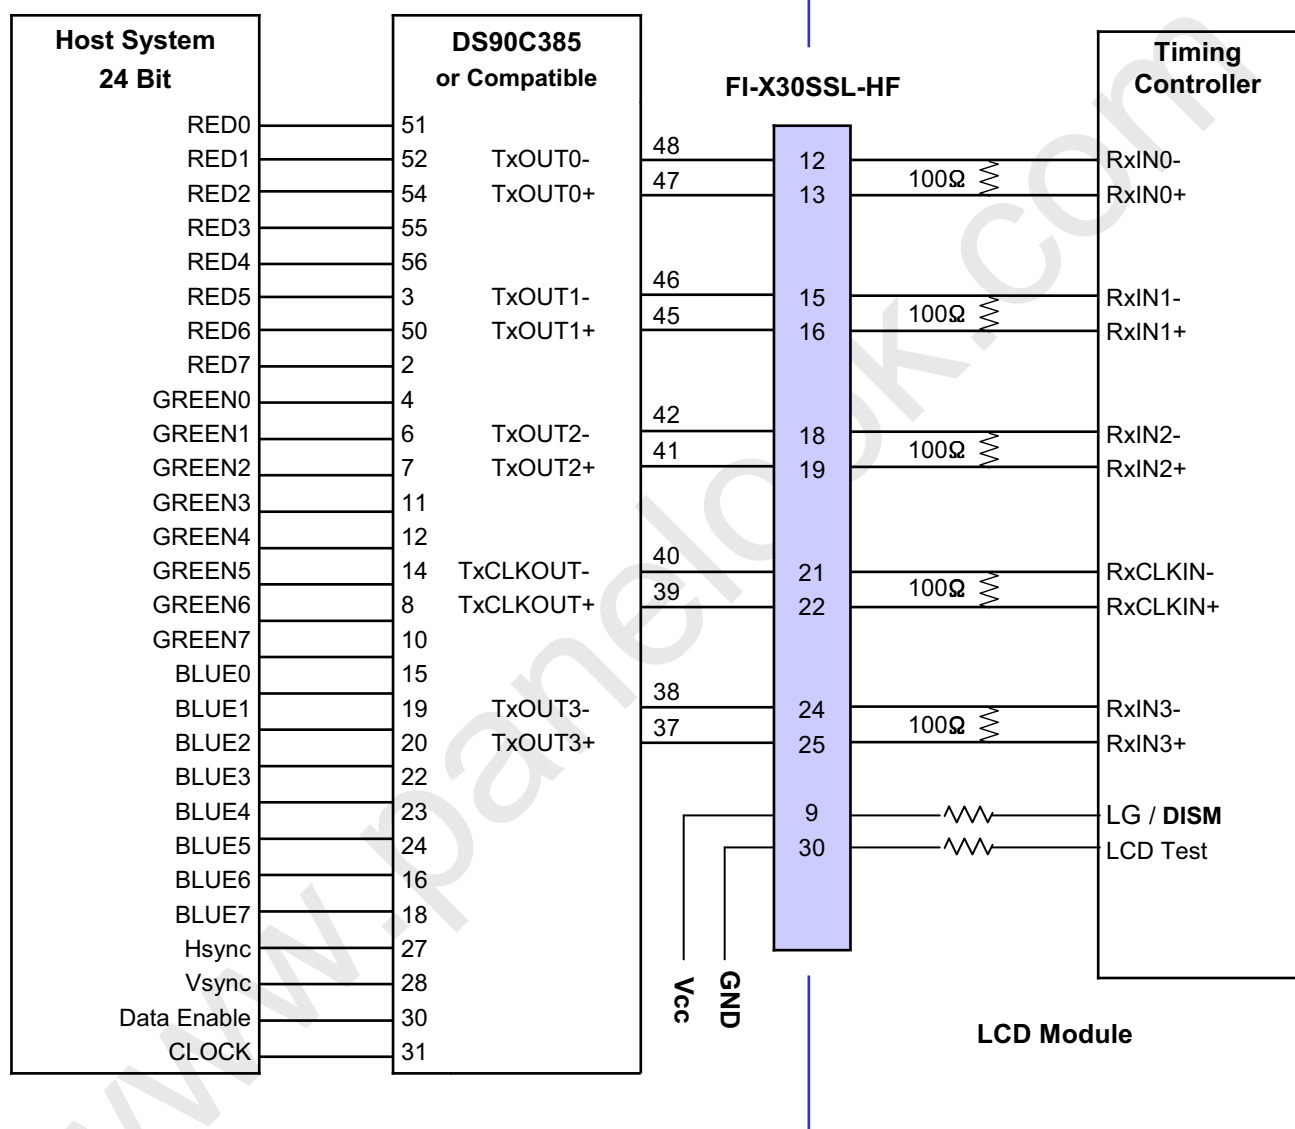 Host System
24 Bit
RED0
RED1
RED2
RED3
RED4
RED5
RED6
RED7
GREEN0
GREEN1
GREEN2
GREEN3
GREEN4
GREEN5
GREEN6
GREEN7
BLUE0
BLUE1
BLUE2
BLUE3
BLUE4
BLUE5
BLUE6
BLUE7
Hsync
Vsync
Data Enable
CLOCK
DS90C385
or Compatible
51
52 TxOUT0-
54 TxOUT0+
55
56
3 TxOUT1-
50 TxOUT1+
2
4
6 TxOUT2-
7 TxOUT2+
11
12
14 TxCLKOUT-
8 TxCLKOUT+
10
15
19 TxOUT3-
20 TxOUT3+
22
23
24
16
18
27
28
30
31
48
47
46
45
42
41
40
39
38
37
Vcc
GND
FI-X30SSL-HF
12
13
15
16
18
19
21
22
24
25
9
30
100Ω
100Ω
100Ω
100Ω
100Ω
Timing
Controller
RxIN0-
RxIN0+
RxIN1-
RxIN1+
RxIN2-
RxIN2+
RxCLKIN-
RxCLKIN+
RxIN3-
RxIN3+
LG / DISM
LCD Test
LCD Module
www.panelook.com